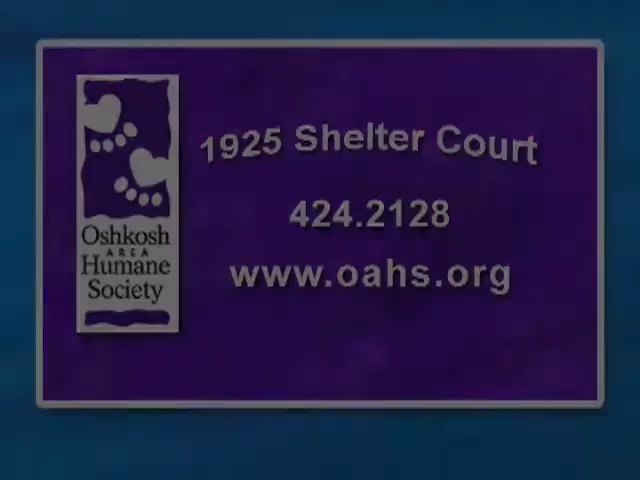 Oshkosh
AREA
Humane
Society
1925 Shelter Court
424.2128
www.oahs.org